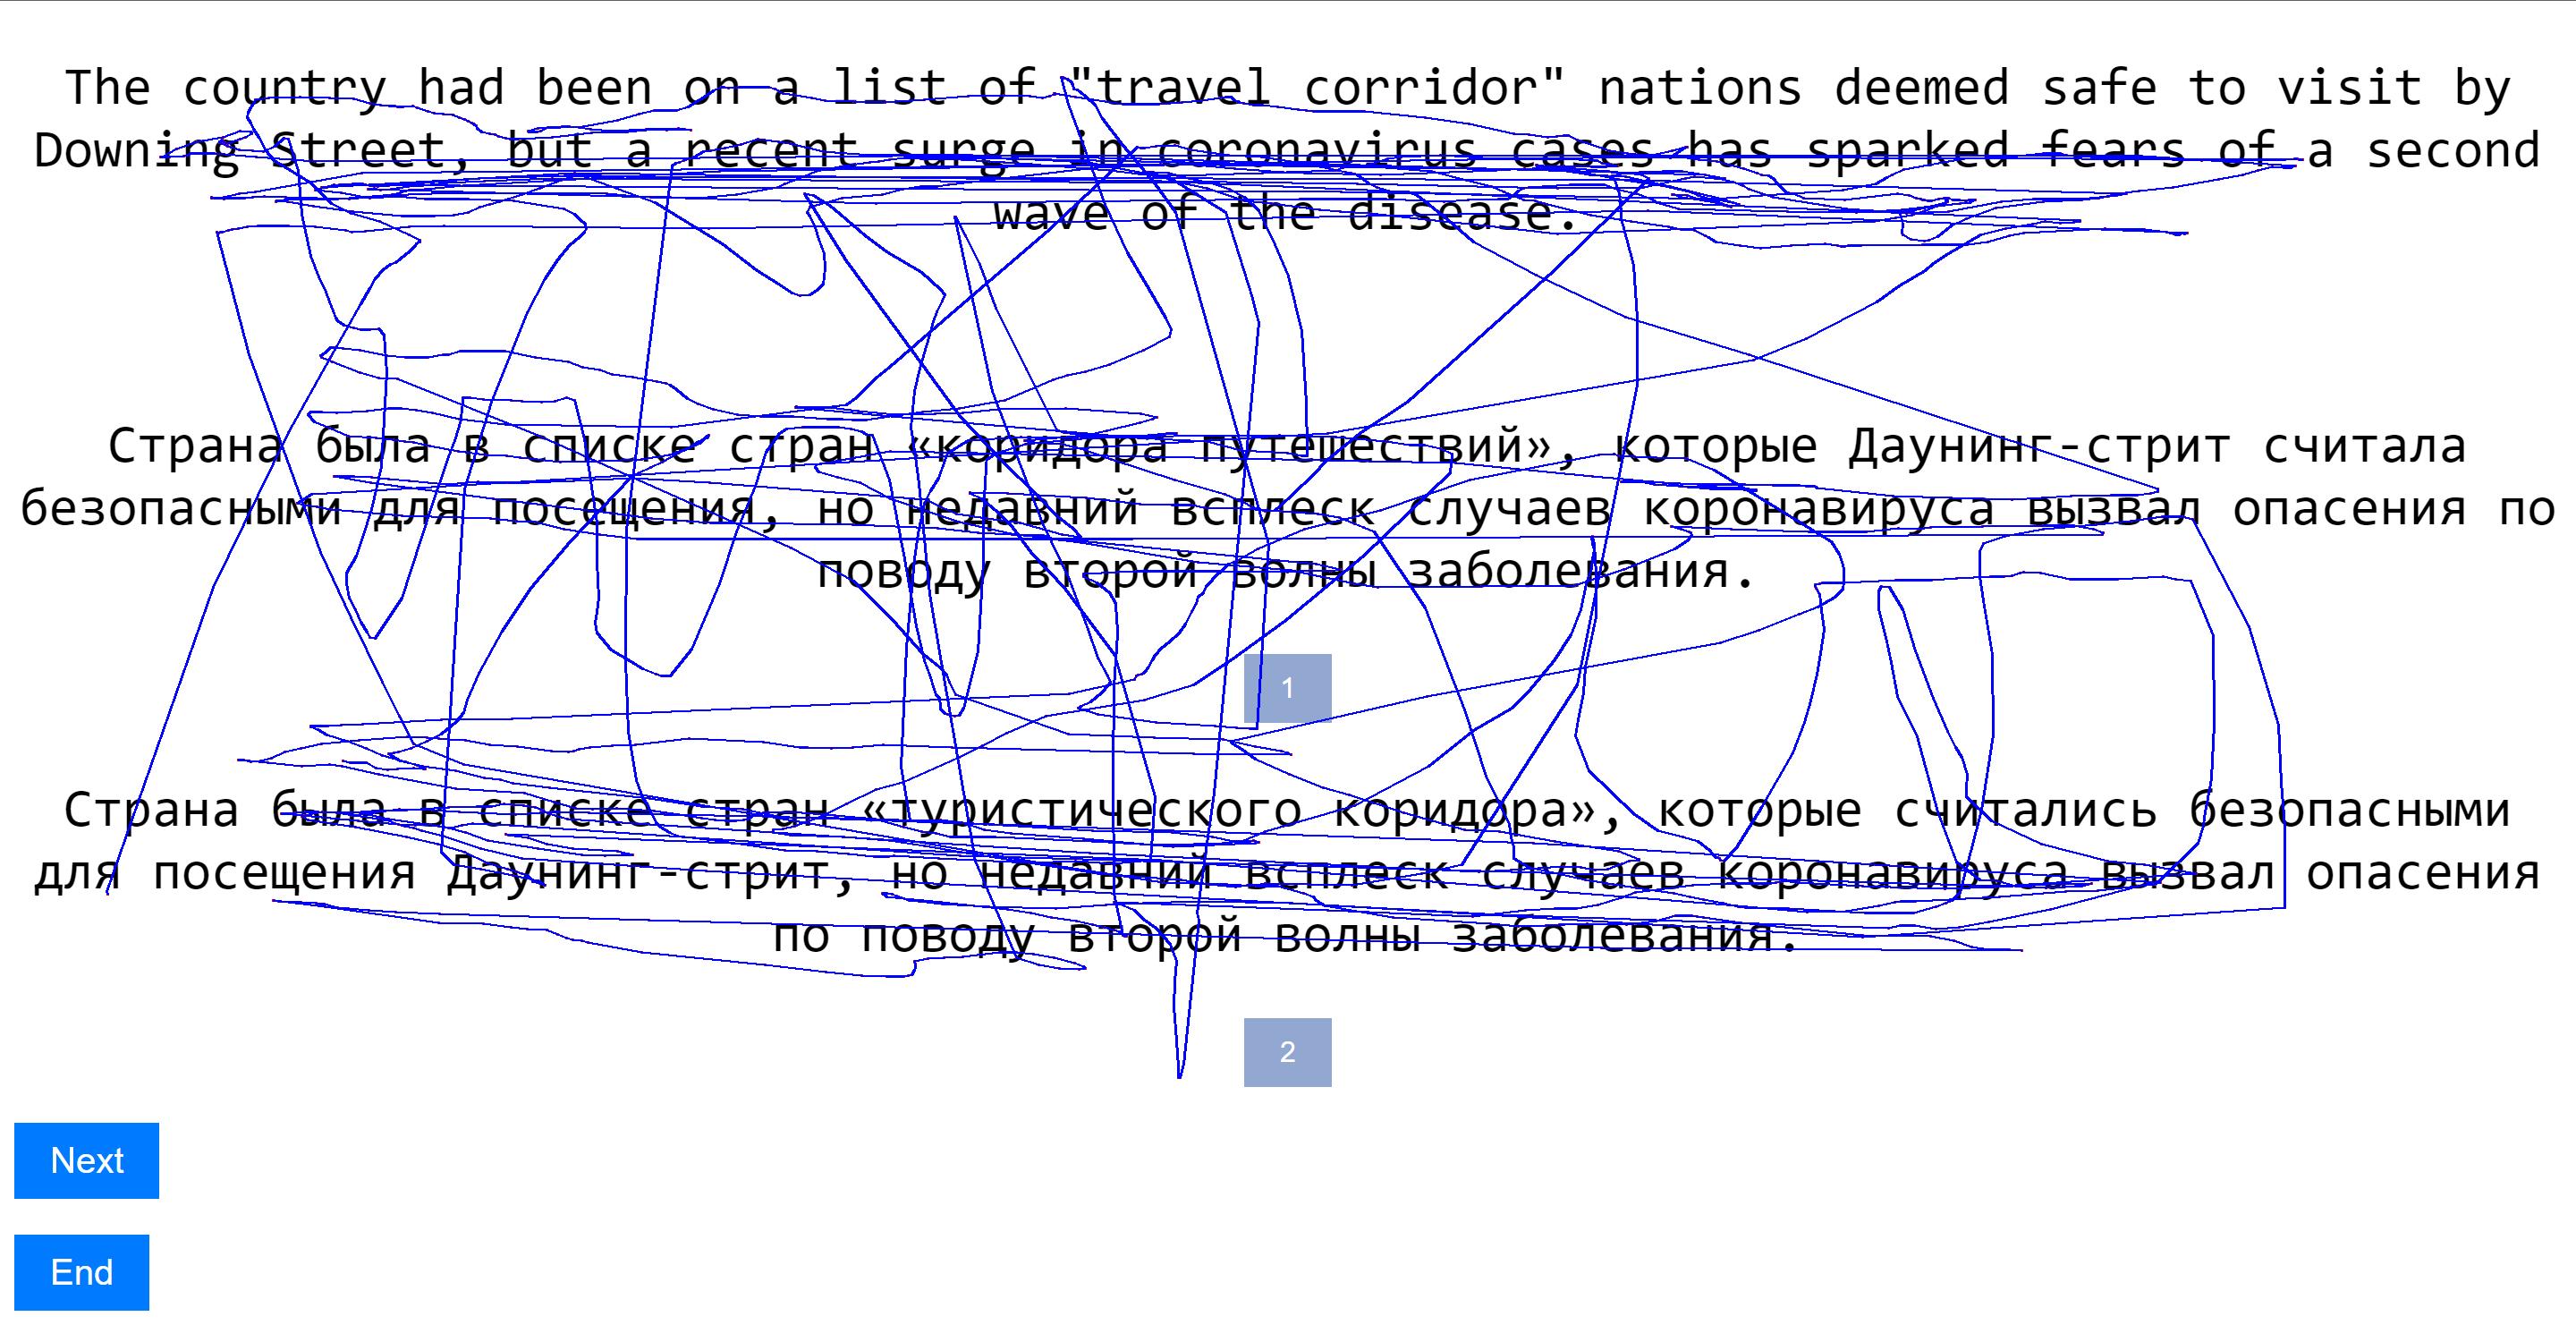 The country had been on a list of "travel corridor" nations deemed safe to visit by
Downing Street, but a recent surge in coronavirus cases has sparked fears of a second
wave of the disease.
Страна была в списке стран «коридора путешествий», которые Даунинг-стрит считала
безопасными для посещения, но недавний всплеск случаев коронавируса вызвал опасения по
поводу второй волны заболевания.
1
Страна была в списке стран «туристического коридора», которые считались безопасными
для посещения Даунинг-стрит, но недавний всплеск случаев коронавируса вызвал опасения
по поводу второй волны заболевания.
2
Next
End